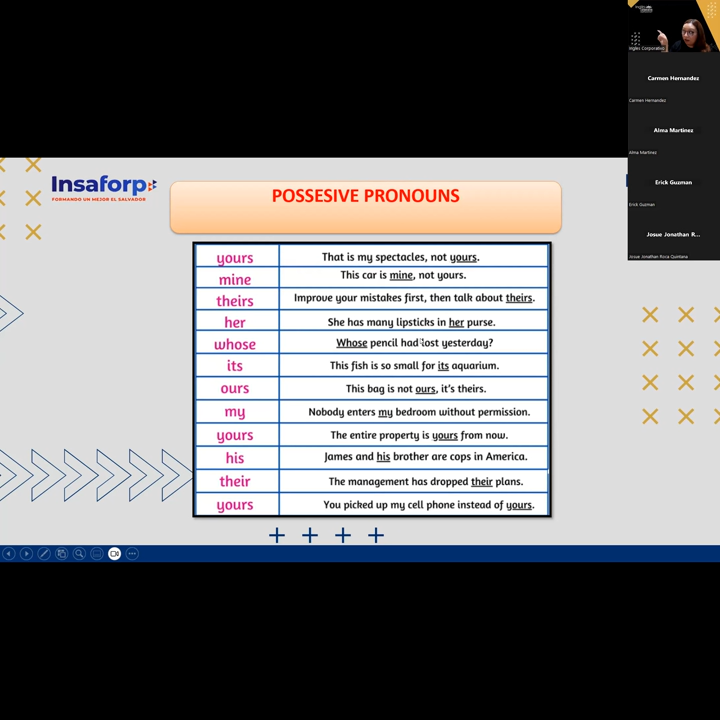 Inglés Corporativo
Carmen Hernandez
Carmen Hernandez
Alma Martinez
Alma Martinez
Erick Guzman
Erick Guzman
Josue Jonathan R...
Josue Jonathan Roca Quintana
Insaforp
FORMANDO UN MEJOR EL SALVADOR
POSSESIVE PRONOUNS
yours That is my spectacles, not yours.
mine This car is mine, not yours.
theirs Improve your mistakes first, then talk about theirs.
her She has many lipsticks in her purse.
whose Whose pencil had lost yesterday?
its This fish is so small for its aquarium.
ours This bag is not ours, it's theirs.
my Nobody enters my bedroom without permission.
yours The entire property is yours from now.
his James and his brother are cops in America.
their The management has dropped their plans.
yours You picked up my cell phone instead of yours.